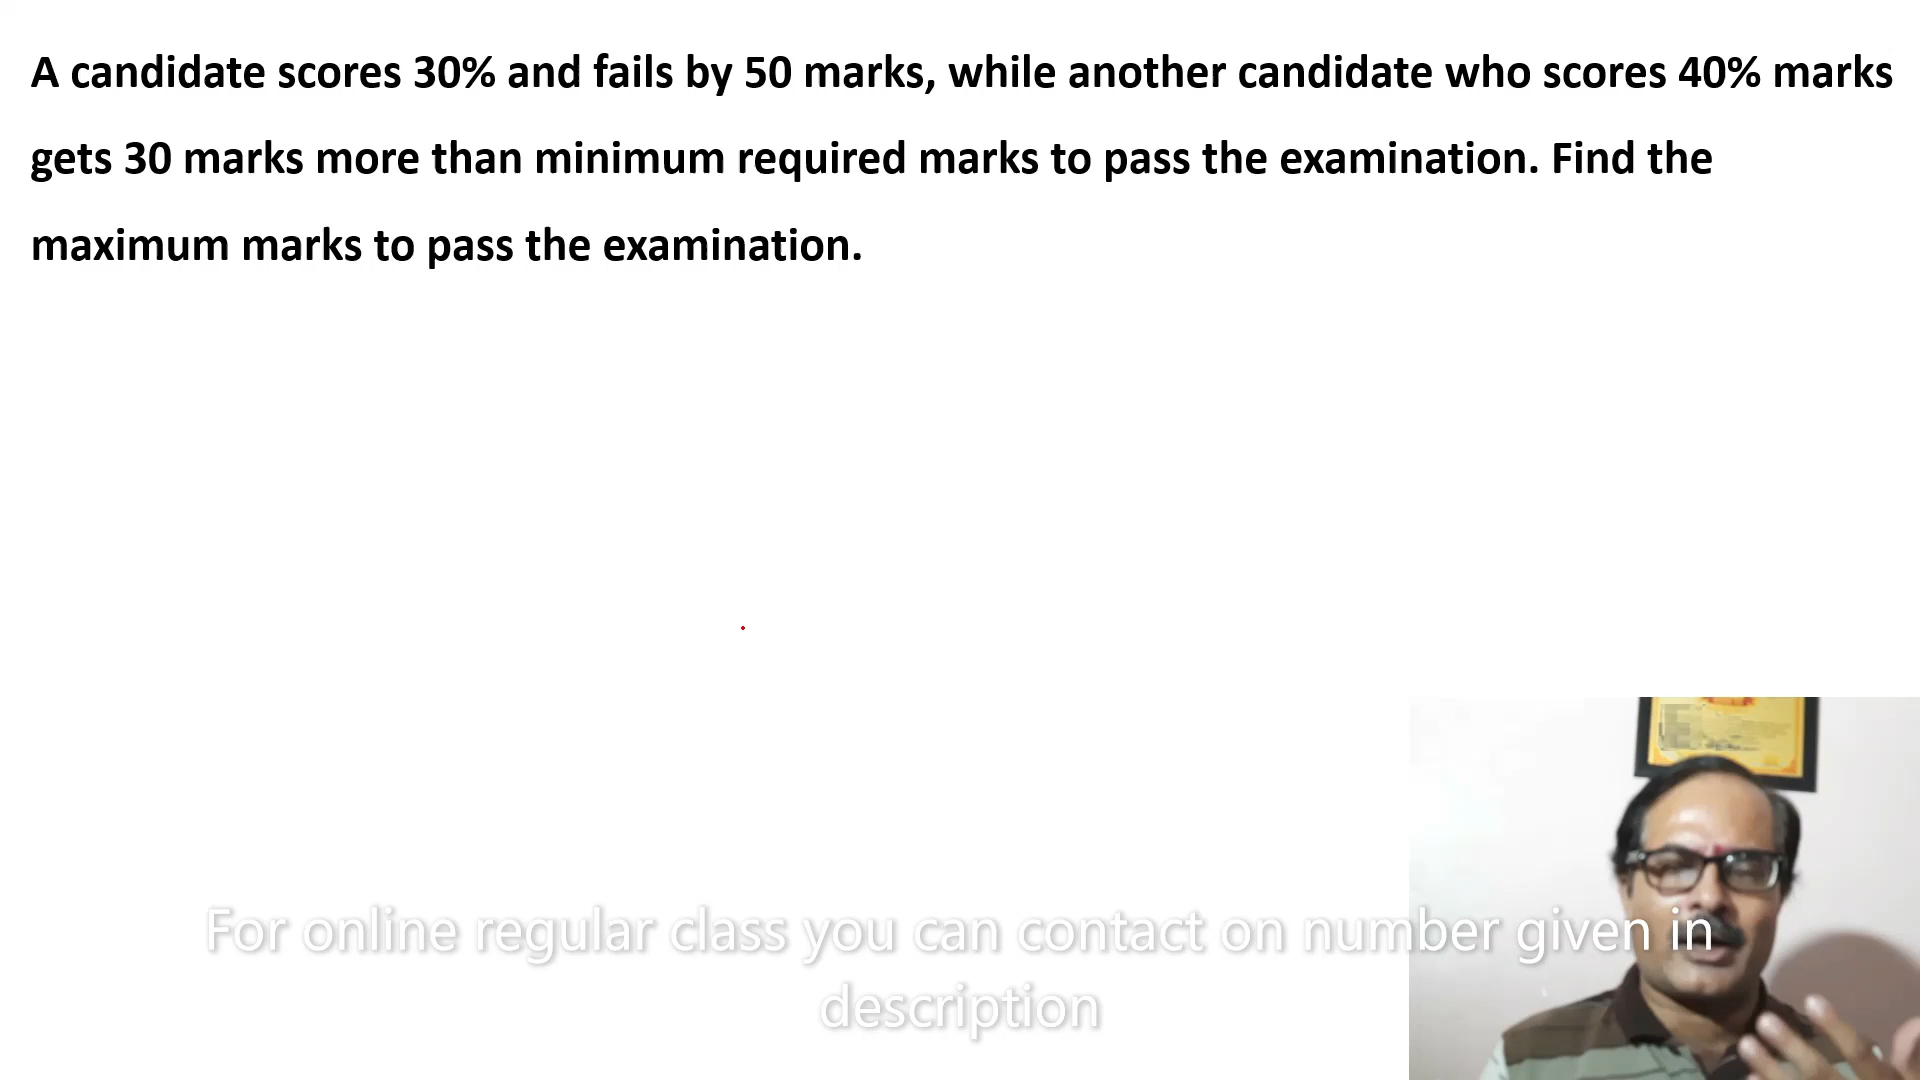 A candidate scores 30% and fails by 50 marks, while another candidate who scores 40% marks
gets 30 marks more than minimum required marks to pass the examination. Find the
maximum marks to pass the examination.
For online regular class you can contact on number given in
description